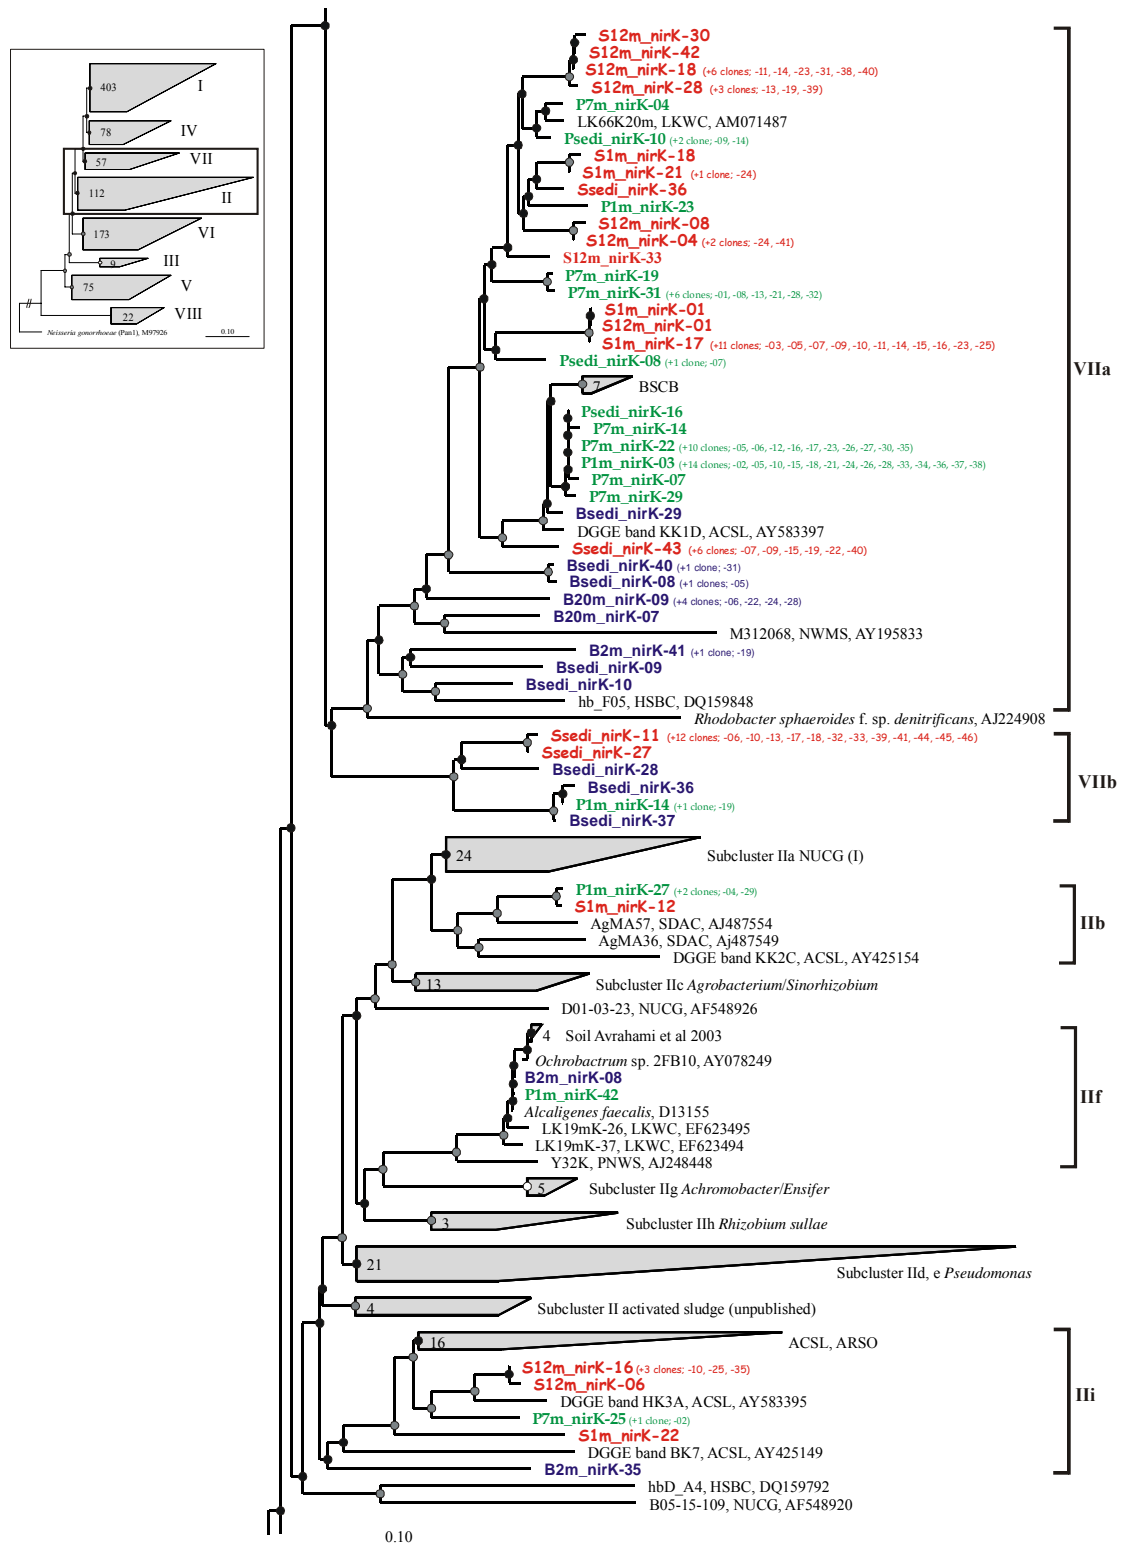 403
I
78
IV
57
VII
112
II
173
VI
9
III
75
V
22
VIII
Neisseria gonorrhoeae (Pan1), M97926
0.10
S12m_nirK-30
S12m_nirK-42
S12m_nirK-18 (+6 clones; -11, -14, -23, -31, -38, -40)
S12m_nirK-28 (+3 clones; -13, -19, -39)
P7m_nirK-04
LK66K20m, LKWC, AM071487
Psedi_nirK-10 (+2 clone; -09, -14)
S1m_nirK-18
S1m_nirK-21 (+1 clone; -24)
Ssedi_nirK-36
P1m_nirK-23
S12m_nirK-08
S12m_nirK-04 (+2 clones; -24, -41)
S12m_nirK-33
P7m_nirK-19
P7m_nirK-31 (+6 clones; -01, -08, -13, -21, -28, -32)
S1m_nirK-01
S12m_nirK-01
S1m_nirK-17 (+11 clones; -03, -05, -07, -09, -10, -11, -14, -15, -16, -23, -25)
Psedi_nirK-08 (+1 clone; -07)
VIIa
7
BSCB
Psedi_nirK-16
P7m_nirK-14
P7m_nirK-22 (+10 clones; -05, -06, -12, -16, -17, -23, -26, -27, -30, -35)
P1m_nirK-03 (+14 clones; -02, -05, -10, -15, -18, -21, -24, -26, -28, -33, -34, -36, -37, -38)
P7m_nirK-07
P7m_nirK-29
Bsedi_nirK-29
DGGE band KK1D, ACSL, AY583397
Ssedi_nirK-43 (+6 clones; -07, -09, -15, -19, -22, -40)
Bsedi_nirK-40 (+1 clone; -31)
Bsedi_nirK-08 (+1 clones; -05)
B20m_nirK-09 (+4 clones; -06, -22, -24, -28)
B20m_nirK-07
M312068, NWMS, AY195833
B2m_nirK-41 (+1 clone; -19)
Bsedi_nirK-09
Bsedi_nirK-10
hb_F05, HSBC, DQ159848
Rhodobacter sphaeroides f. sp. denitrificans, AJ224908
Ssedi_nirK-11 (+12 clones; -06, -10, -13, -17, -18, -32, -33, -39, -41, -44, -45, -46)
Ssedi_nirK-27
Bsedi_nirK-28
VIIb
Bsedi_nirK-36
P1m_nirK-14 (+1 clone; -19)
Bsedi_nirK-37
24
Subcluster IIa NUCG (I)
P1m_nirK-27 (+2 clones; -04, -29)
S1m_nirK-12
AgMA57, SDAC, AJ487554
IIb
AgMA36, SDAC, Aj487549
DGGE band KK2C, ACSL, AY425154
13
Subcluster IIc Agrobacterium/Sinorhizobium
D01-03-23, NUCG, AF548926
4
Soil Avrahami et al 2003
Ochrobactrum sp. 2FB10, AY078249
B2m_nirK-08
P1m_nirK-42
IIf
Alcaligenes faecalis, D13155
LK19mK-26, LKWC, EF623495
LK19mK-37, LKWC, EF623494
Y32K, PNWS, AJ248448
5
Subcluster IIg Achromobacter/Ensifer
3
Subcluster IIh Rhizobium sullae
21
Subcluster IId, e Pseudomonas
4
Subcluster II activated sludge (unpublished)
16
ACSL, ARSO
S12m_nirK-16 (+3 clones; -10, -25, -35)
S12m_nirK-06
IIi
DGGE band HK3A, ACSL, AY583395
P7m_nirK-25 (+1 clone; -02)
S1m_nirK-22
DGGE band BK7, ACSL, AY425149
B2m_nirK-35
hbD_A4, HSBC, DQ159792
B05-15-109, NUCG, AF548920
0.10